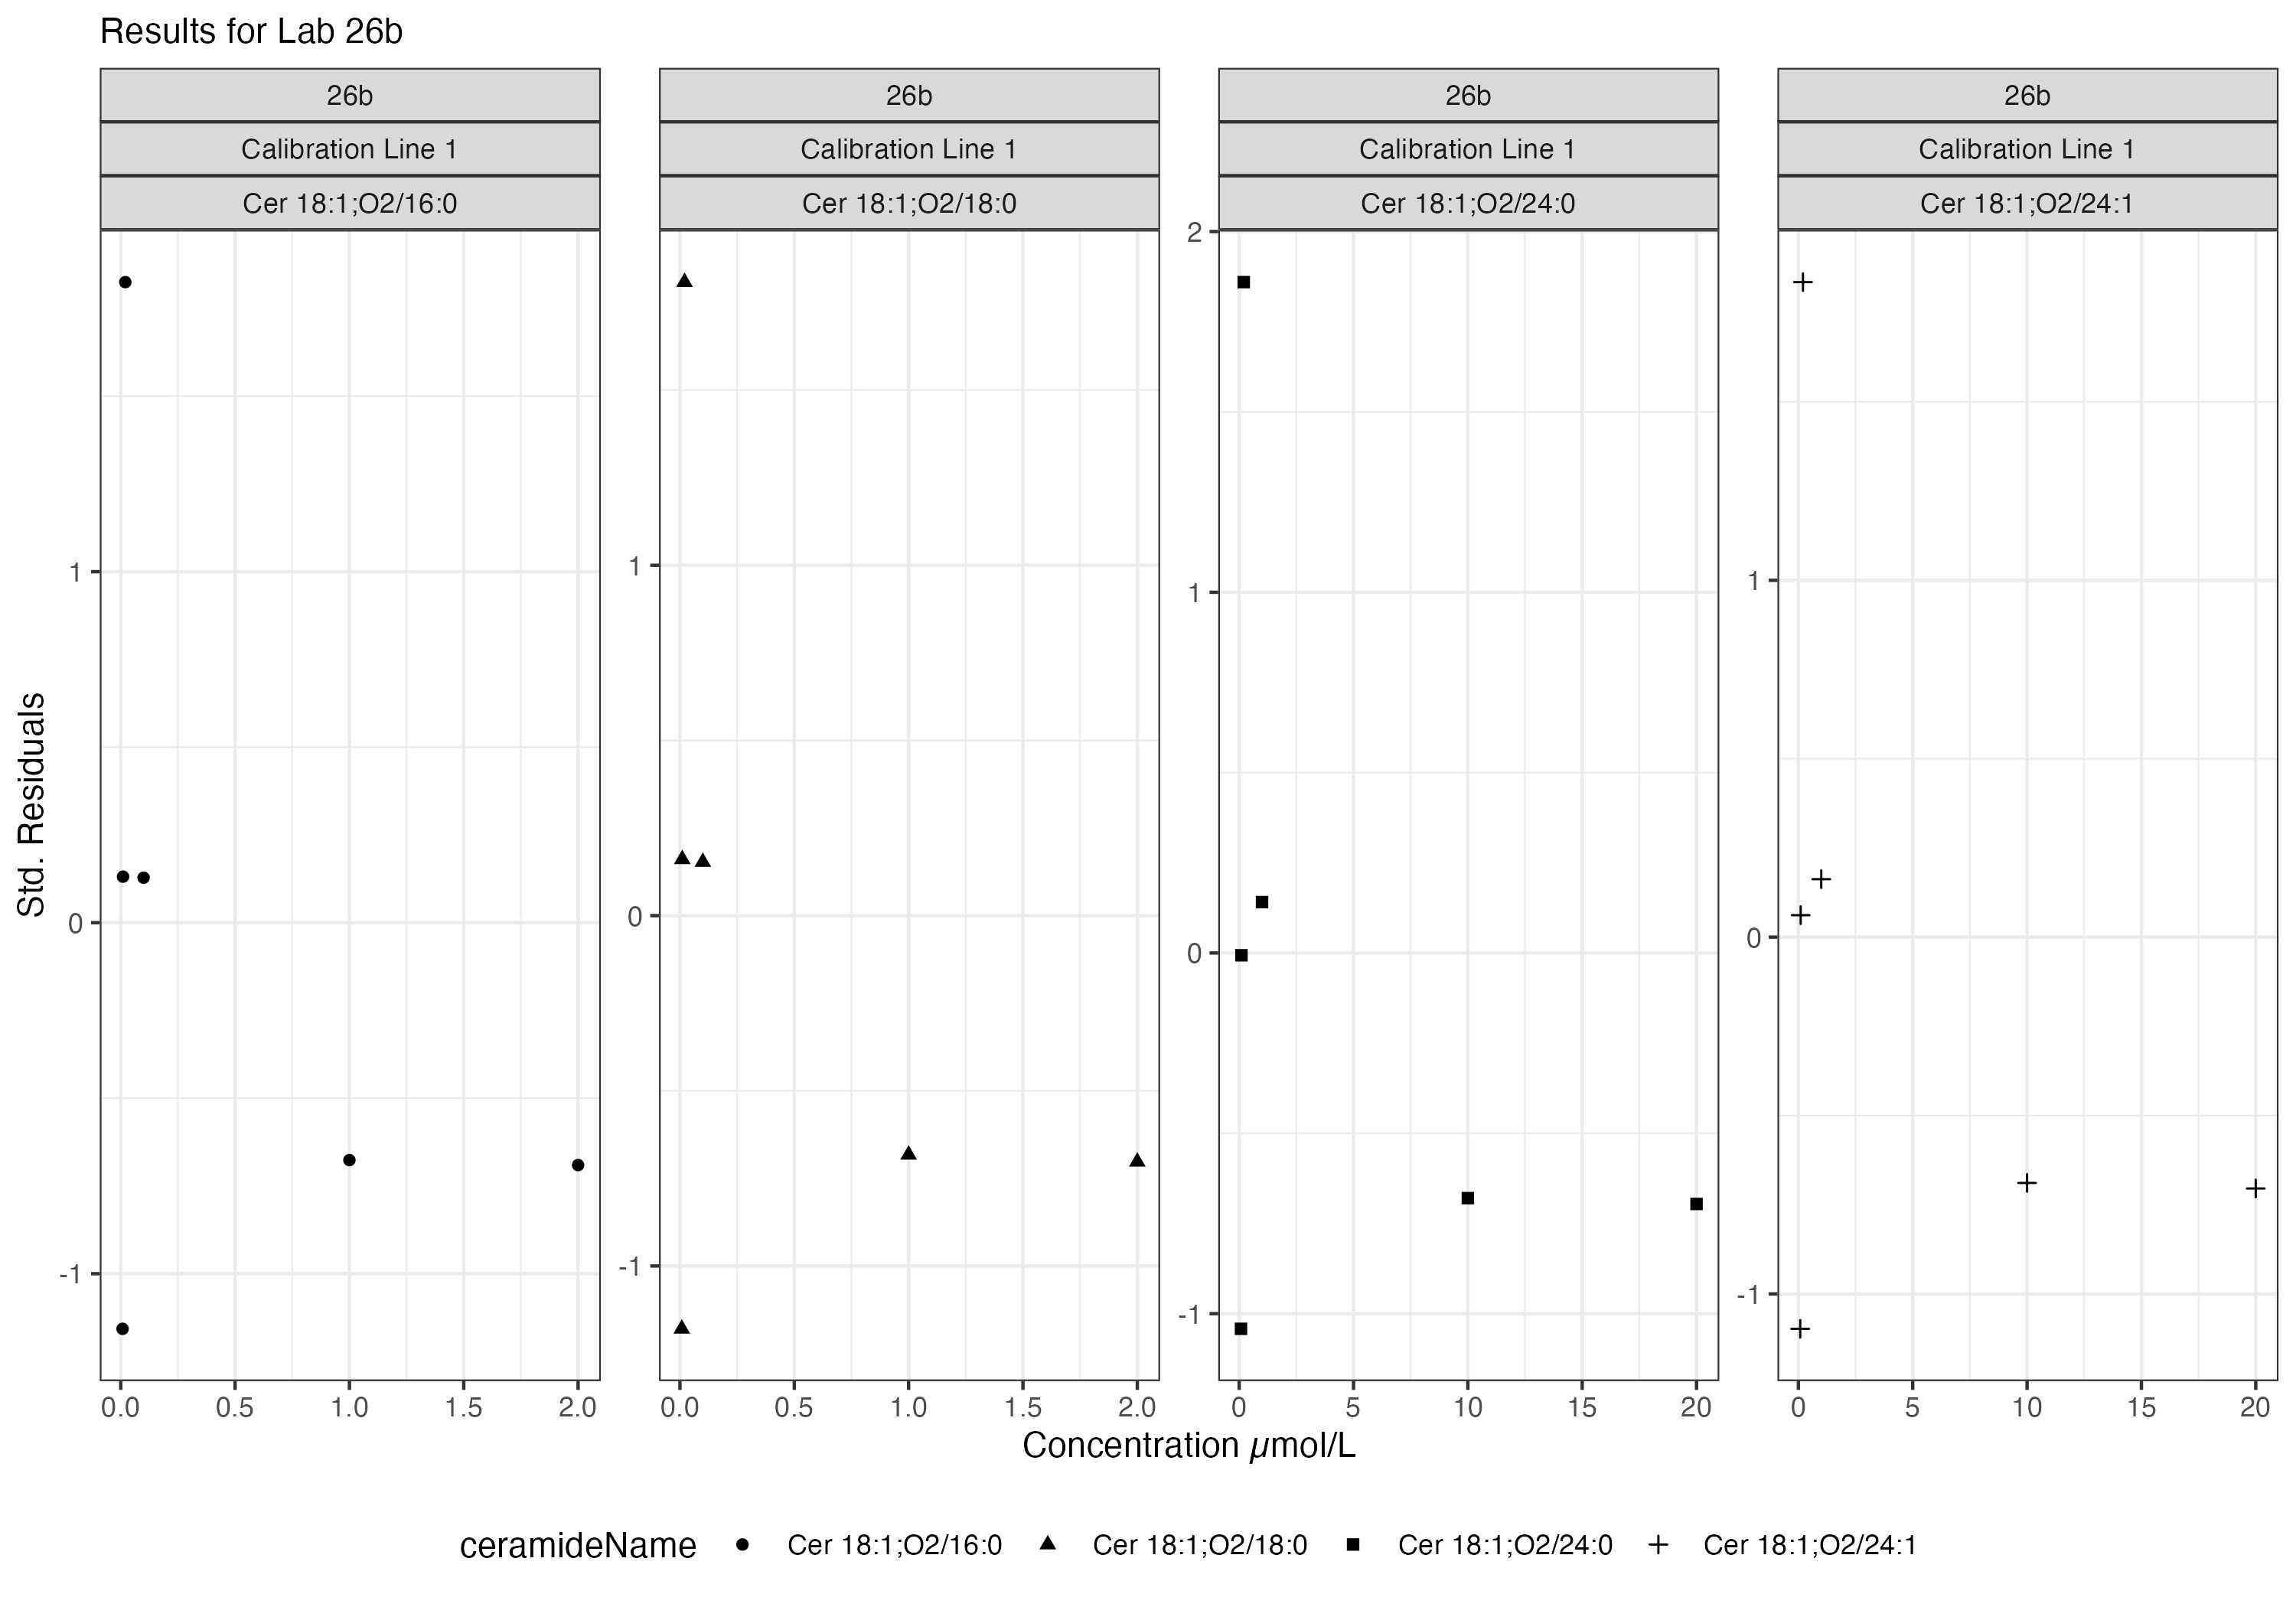 Results for Lab 26b
26b
Calibration Line 1
Cer 18:1;O2/16:0
1
0
-1
0.0 0.5 1.0 1.5 2.0
26b
Calibration Line 1
Cer 18:1;O2/18:0
1
0
-1
0.0 0.5 1.0 1.5 2.0
26b
Calibration Line 1
Cer 18:1;O2/24:0
2
1
0
-1
0 5 10 15 20
26b
Calibration Line 1
Cer 18:1;O2/24:1
1
0
-1
0 5 10 15 20
Std. Residuals
Concentration µmol/L
ceramideName Cer 18:1;O2/16:0 Cer 18:1;O2/18:0 Cer 18:1;O2/24:0 Cer 18:1;O2/24:1